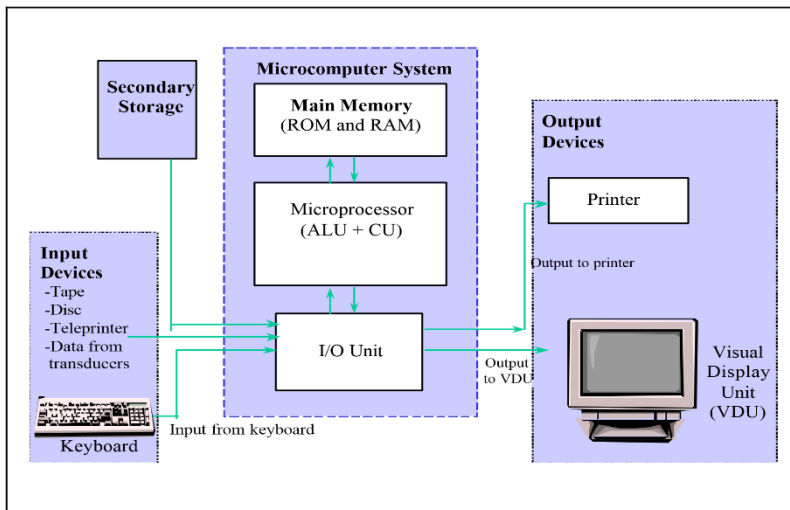 Secondary
Storage
Microcomputer System
Main Memory
(ROM and RAM)
Microprocessor
(ALU + CU)
I/O Unit
Input
Devices
-Tape
-Disc
-Teleprinter
-Data from
transducers
Keyboard
Input from keyboard
Output
Devices
Printer
Output to printer
Output
to VDU
Visual
Display
Unit
(VDU)